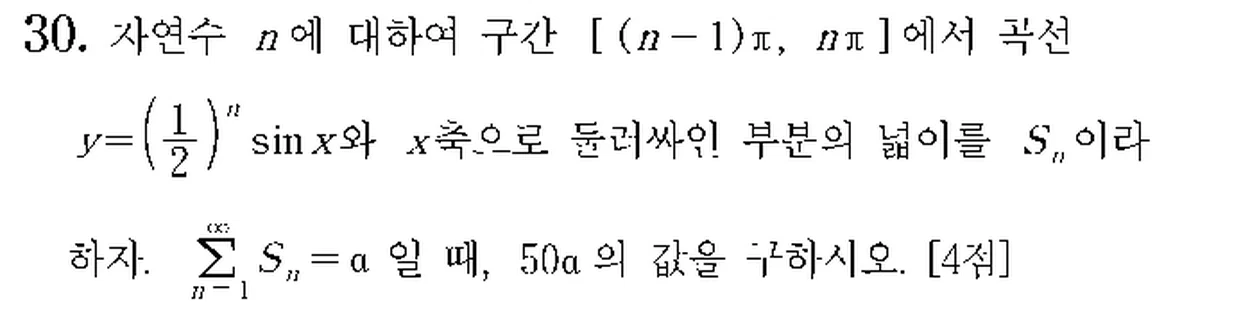 30. 자연수 n에 대하여 구간 [(n-1)π, nπ]에서 곡선
y=(1/2)^n sin x와 x축으로 둘러싸인 부분의 넓이를 S_n이라
하자. ∑_{n=1}^{∞} S_n = α 일 때, 50α의 값을 구하시오. [4점]